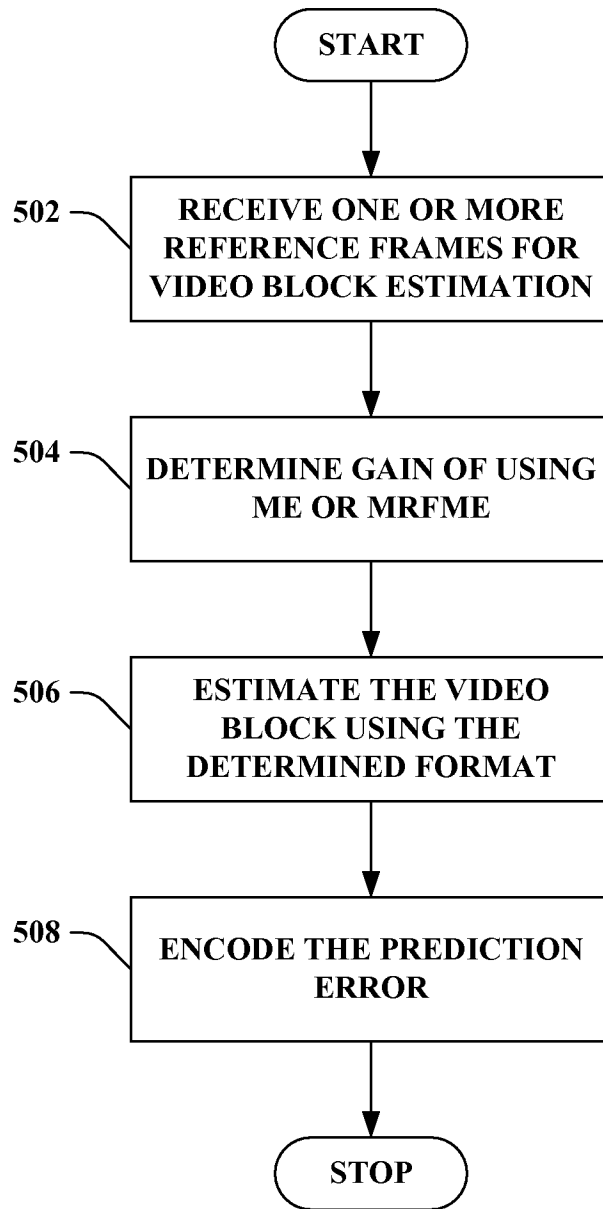 START
502
RECEIVE ONE OR MORE
REFERENCE FRAMES FOR
VIDEO BLOCK ESTIMATION
504
DETERMINE GAIN OF USING
ME OR MRFME
506
ESTIMATE THE VIDEO
BLOCK USING THE
DETERMINED FORMAT
508
ENCODE THE PREDICTION
ERROR
STOP